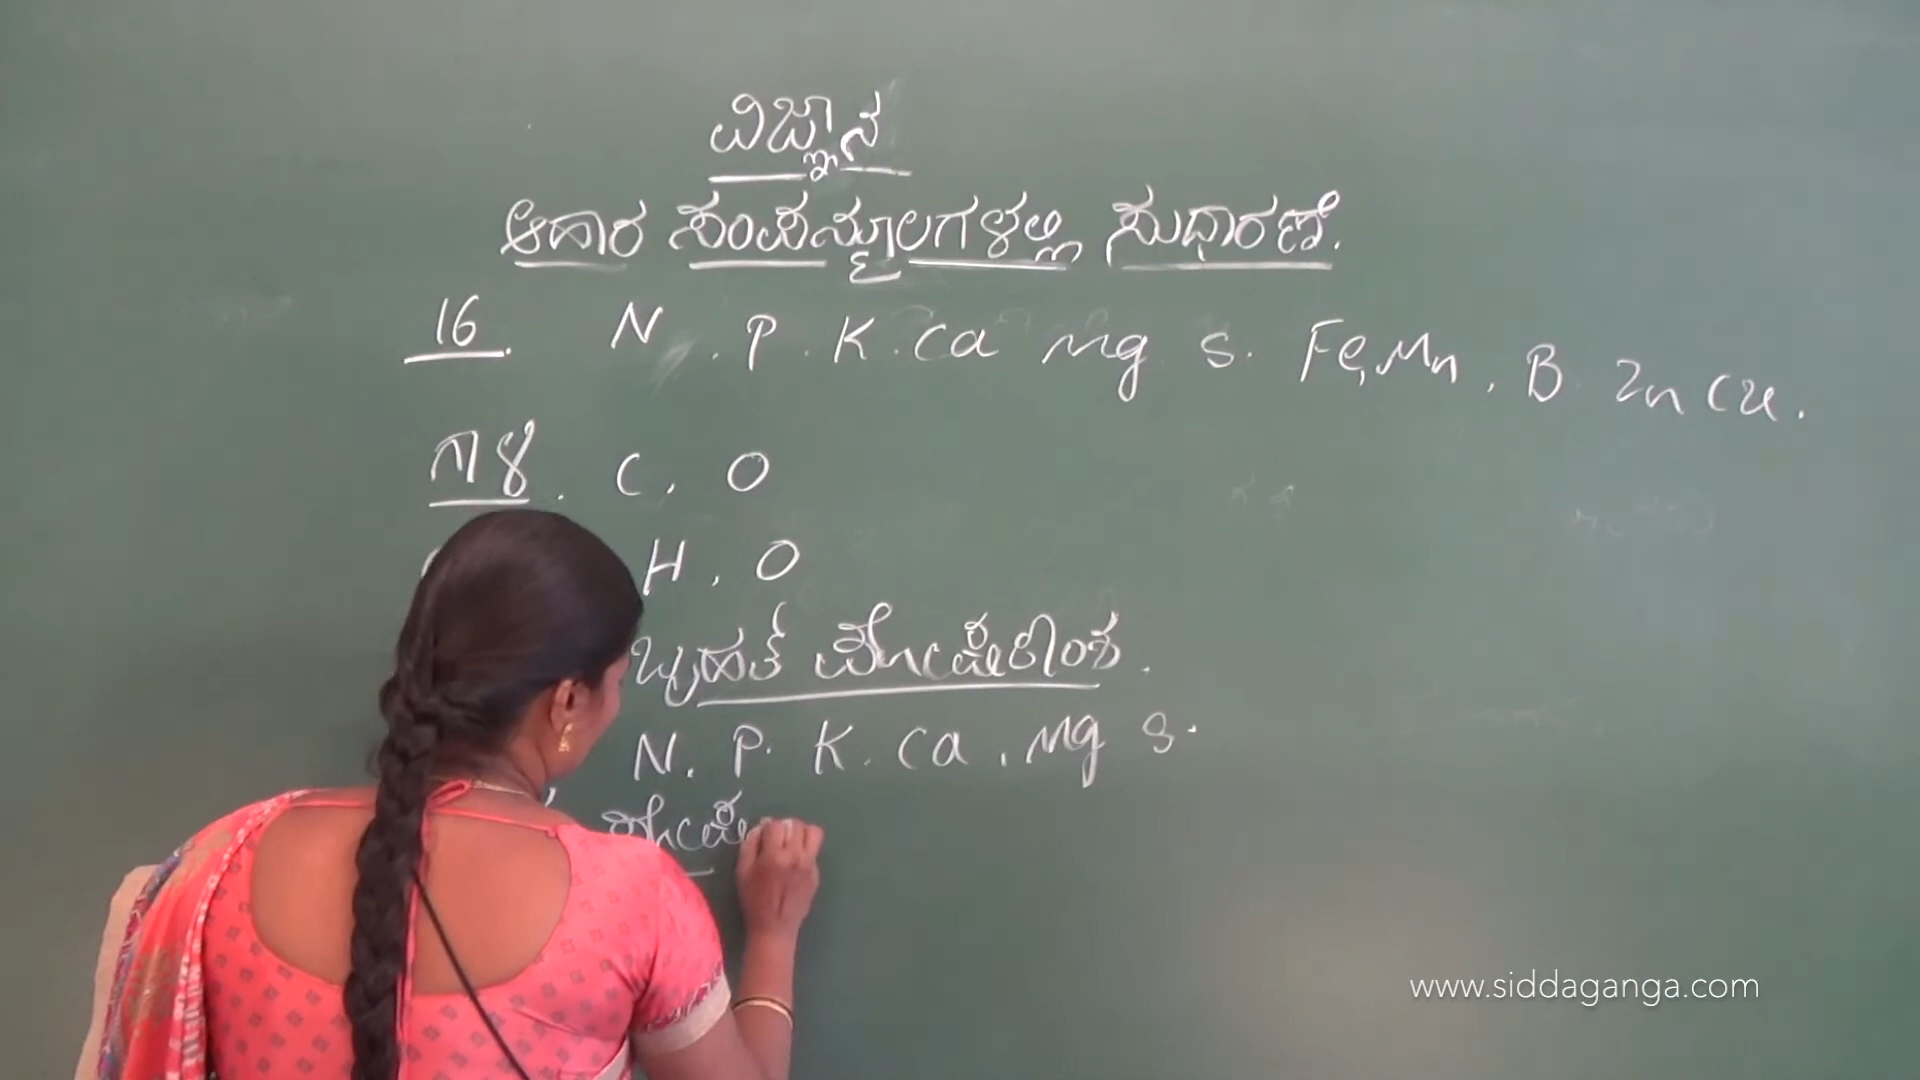 ವಿಜ್ಞಾನ
ಆಹಾರ ಸಂಪನ್ಮೂಲಗಳಲ್ಲಿ ಸುಧಾರಣೆ.
16. N . P . K . Ca Mg S. Fe, Mn, B. Zn Cu.
ಗಾಳಿ. C, O
H, O
ಬೃಹತ್ ಪೋಷಕಾಂಶ.
N. P. K. Ca, Mg S.
www.siddaganga.com